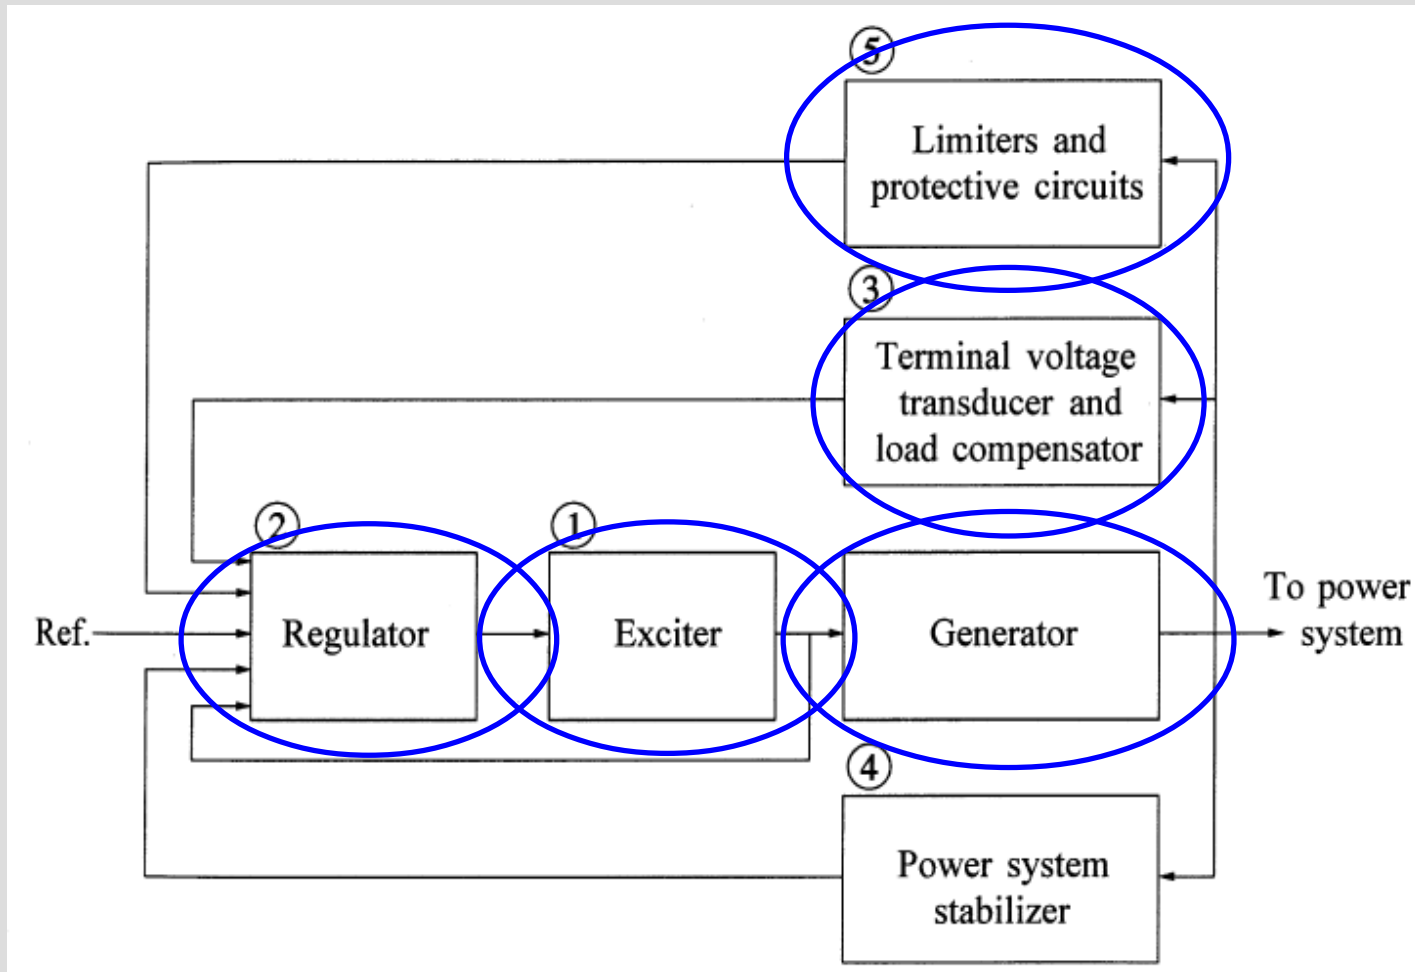 ⑤
Limiters and
protective circuits
③
Terminal voltage
transducer and
load compensator
②
①
Ref.
Regulator
Exciter
Generator
To power
system
④
Power system
stabilizer